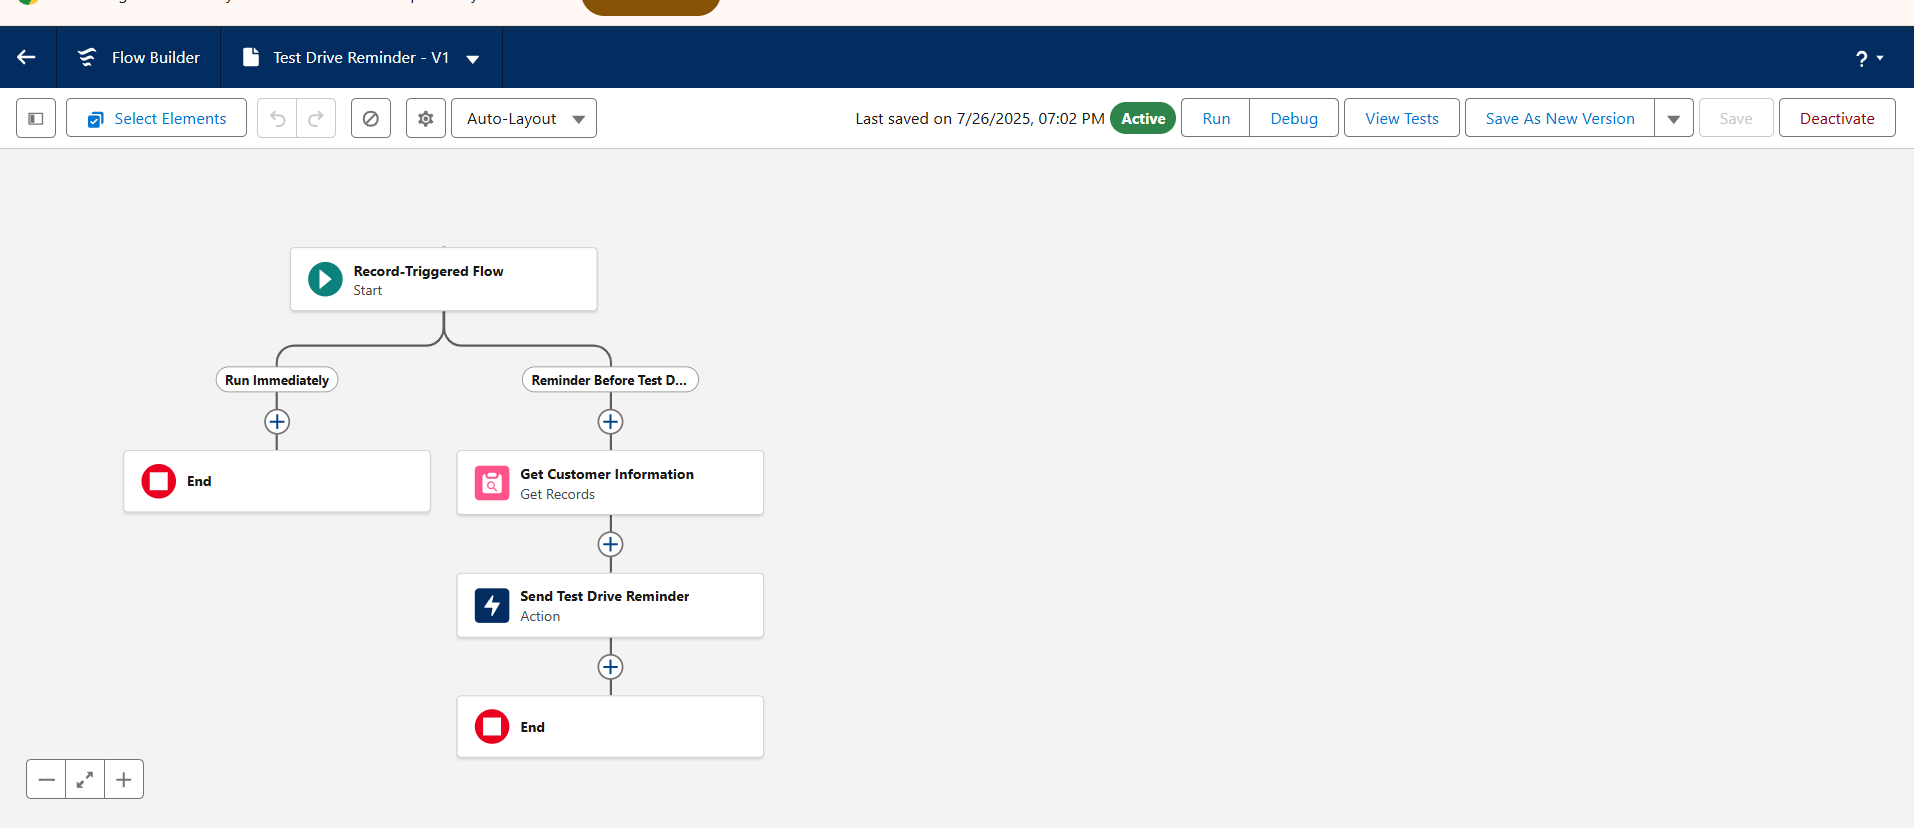 Flow Builder
Test Drive Reminder - V1
?
Select Elements
Auto-Layout
Last saved on 7/26/2025, 07:02 PM
Active
Run
Debug
View Tests
Save As New Version
Save
Deactivate
Record-Triggered Flow
Start
Run Immediately
Reminder Before Test D...
End
Get Customer Information
Get Records
Send Test Drive Reminder
Action
End